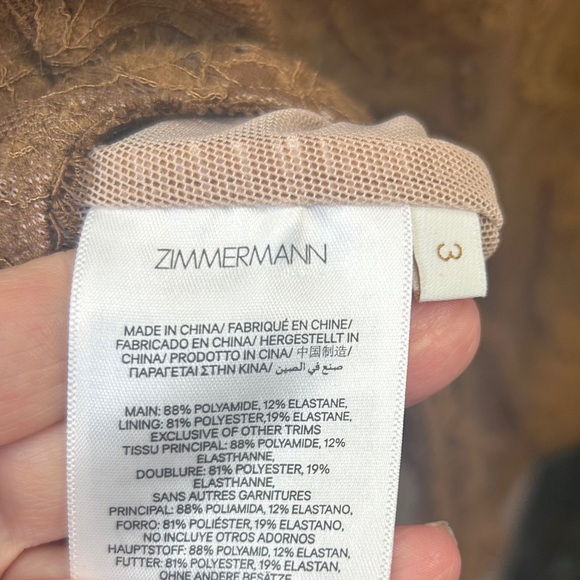 ZIMMERMANN
3
MADE IN CHINA/ FABRIQUÉ EN CHINE/
FABRICADO EN CHINA/ HERGESTELLT IN
CHINA/ PRODOTTO IN CINA/ 中国制造/
ΠΑΡΑΓΕΤΑΙ ΣΤΗΝ ΚΙΝΑ/ صنع في الصين/
MAIN: 88% POLYAMIDE, 12% ELASTANE,
LINING: 81% POLYESTER,19% ELASTANE,
EXCLUSIVE OF OTHER TRIMS
TISSU PRINCIPAL: 88% POLYAMIDE, 12%
ELASTHANNE,
DOUBLURE: 81% POLYESTER, 19%
ELASTHANNE,
SANS AUTRES GARNITURES
PRINCIPAL: 88% POLIAMIDA, 12% ELASTANO,
FORRO: 81% POLIÉSTER, 19% ELASTANO,
NO INCLUYE OTROS ADORNOS
HAUPTSTOFF: 88% POLYAMID, 12% ELASTAN,
FUTTER: 81% POLYESTER, 19% ELASTAN,
OHNE ANDERE BESÄTZE